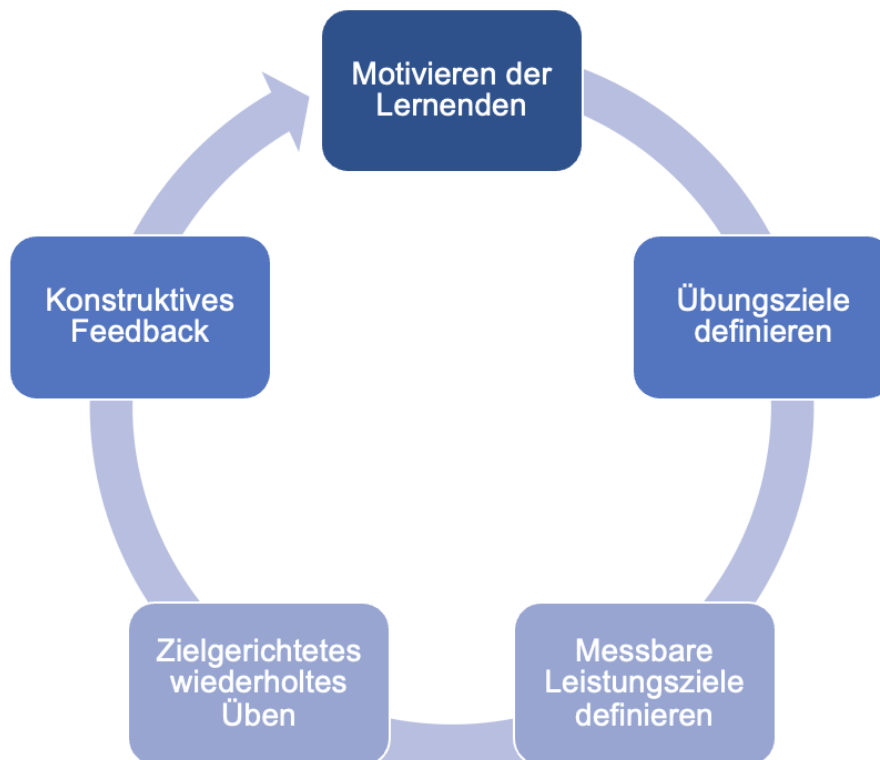 Motivieren der
Lernenden
Übungsziele
definieren
Messbare
Leistungsziele
definieren
Zielgerichtetes
wiederholtes
Üben
Konstruktives
Feedback